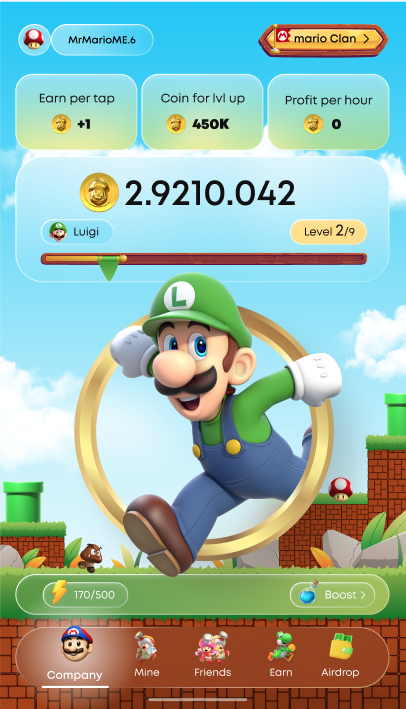 MrMarioME.6
mario Clan >
Earn per tap
+1
Coin for lvl up
450K
Profit per hour
0
2.9210.042
Luigi
Level 2/9
L
170/500
Boost >
Company
Mine
Friends
Earn
Airdrop